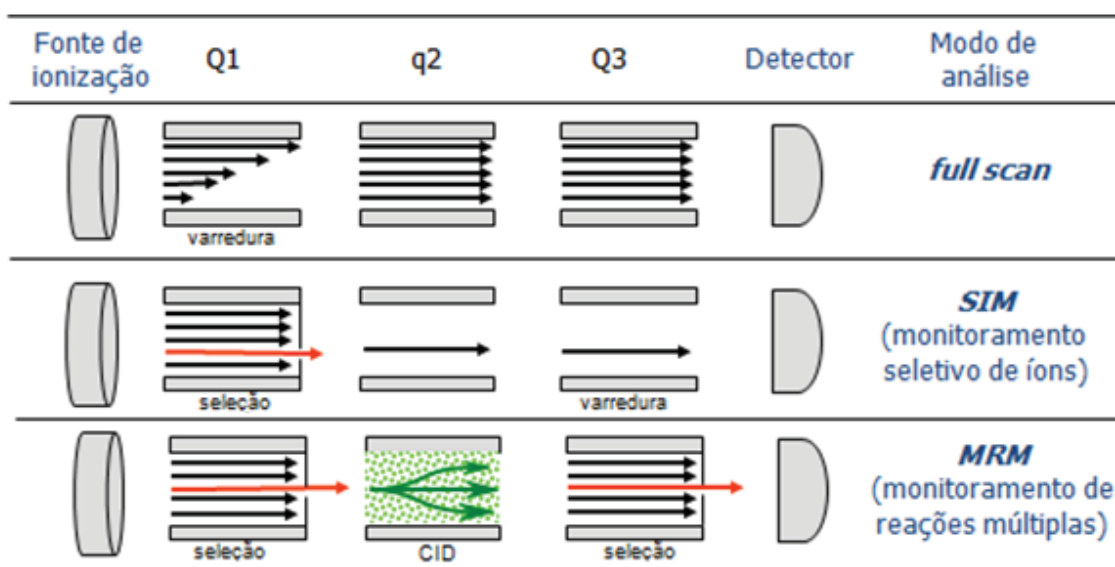 Fonte de
ionização
Q1
q2
Q3
Detector
Modo de
análise
varredura
full scan
seleção
varredura
SIM
(monitoramento
seletivo de íons)
seleção
CID
seleção
MRM
(monitoramento de
reações múltiplas)